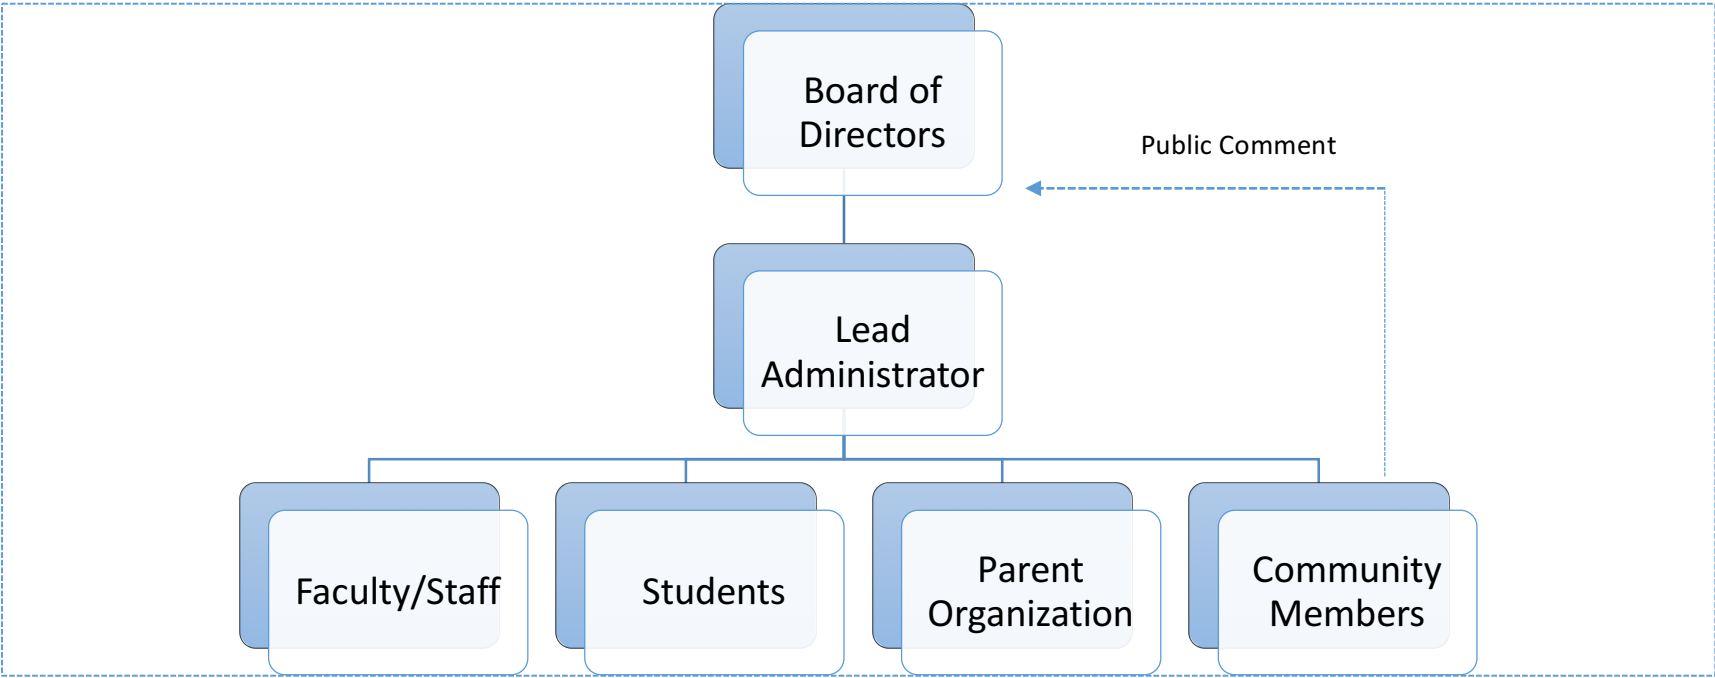 Board of
Directors
Public Comment
Lead
Administrator
Faculty/Staff
Students
Parent
Organization
Community
Members